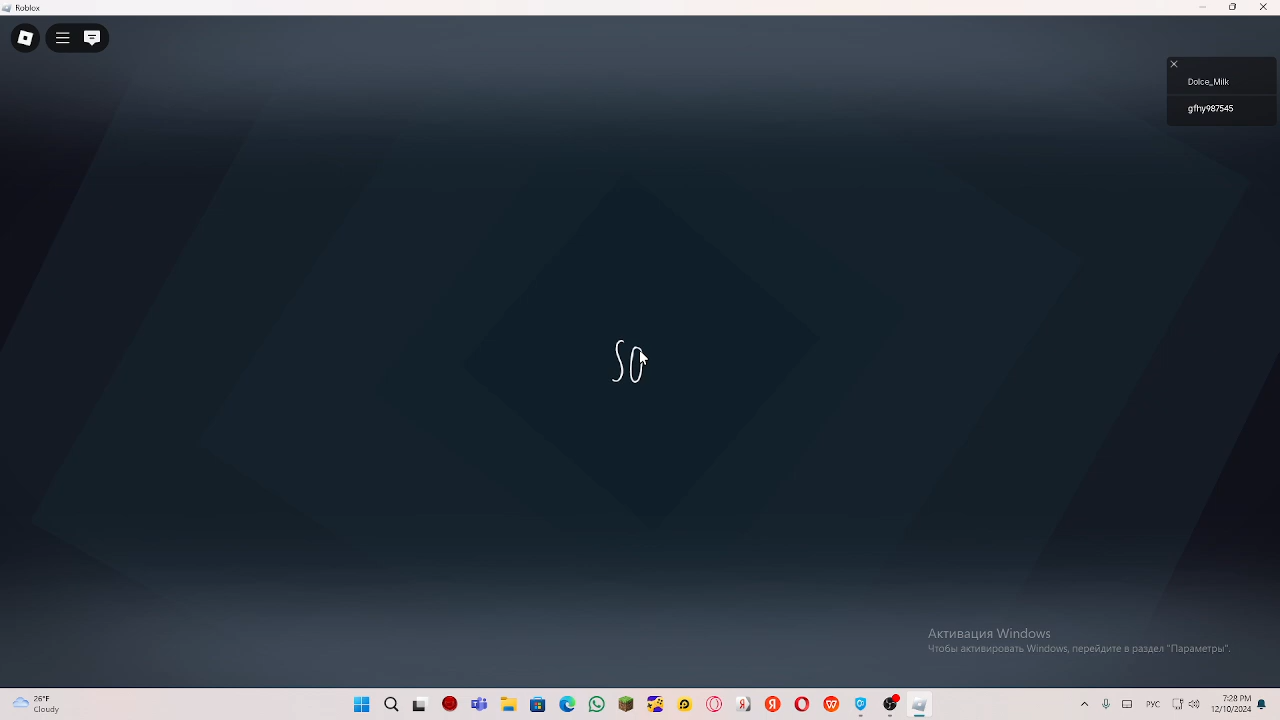 Roblox
Dolce_Milk
gfhy987545
so
Активация Windows
Чтобы активировать Windows, перейдите в раздел "Параметры".
26°F
Cloudy
РУС
7:28 PM
12/10/2024